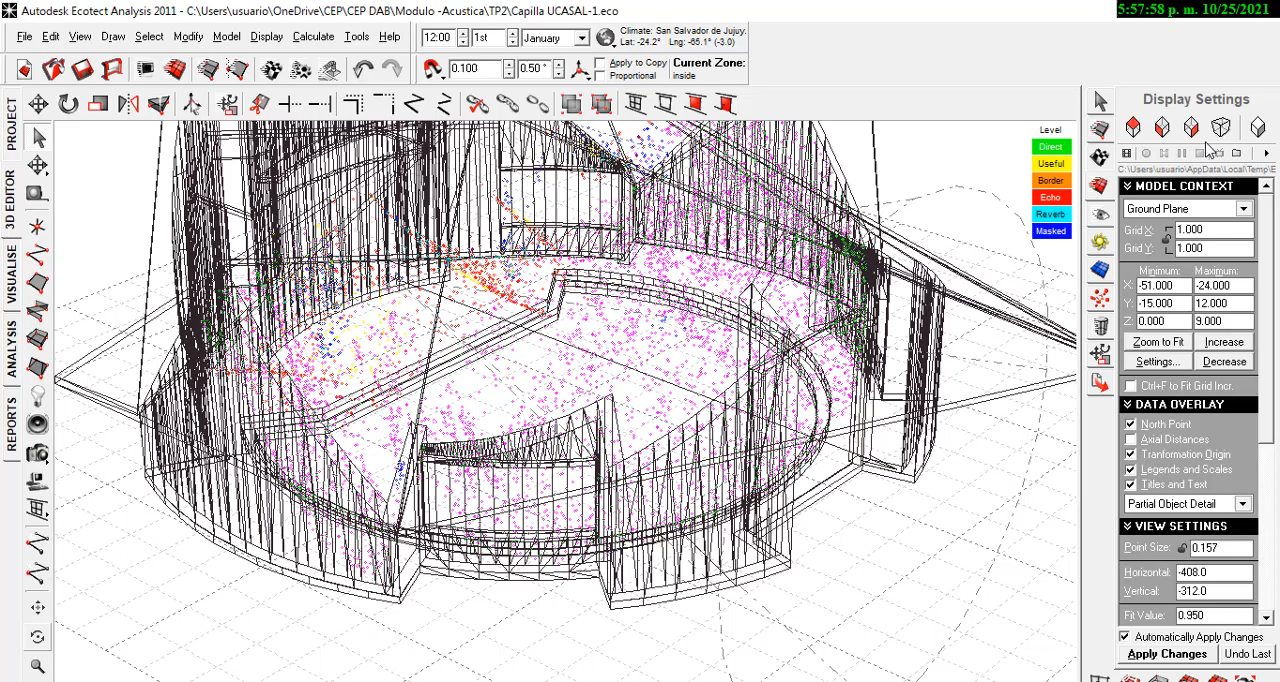 Autodesk Ecotect Analysis 2011 - C:\Users\usuario\OneDrive\CEP\CEP DAB\Modulo -Acustica\TP2\Capilla UCASAL-1.eco
5:57:58 p. m. 10/25/2021
File Edit View Draw Select Modify Model Display Calculate Tools Help
12:00 1st January
Climate: San Salvador de Jujuy.
Lat: -24.2° Lng: -65.1° (-3.0)
0.100 0.50°
Apply to Copy
Proportional
Current Zone:
inside
PROJECT
3D EDITOR
VISUALISE
ANALYSIS
REPORTS
Level
Direct
Useful
Border
Echo
Reverb
Masked
Display Settings
C:\Users\usuario\AppData\Local\Temp\E
MODEL CONTEXT
Ground Plane
Grid X: 1.000
Grid Y: 1.000
Minimum: Maximum:
X: -51.000 -24.000
Y: -15.000 12.000
Z: 0.000 9.000
Zoom to Fit Increase
Settings... Decrease
Ctrl+F to Fit Grid Incr.
DATA OVERLAY
North Point
Axial Distances
Tranformation Origin
Legends and Scales
Titles and Text
Partial Object Detail
VIEW SETTINGS
Point Size: 0.157
Horizontal: -408.0
Vertical: -312.0
Fit Value: 0.950
Automatically Apply Changes
Apply Changes Undo Last